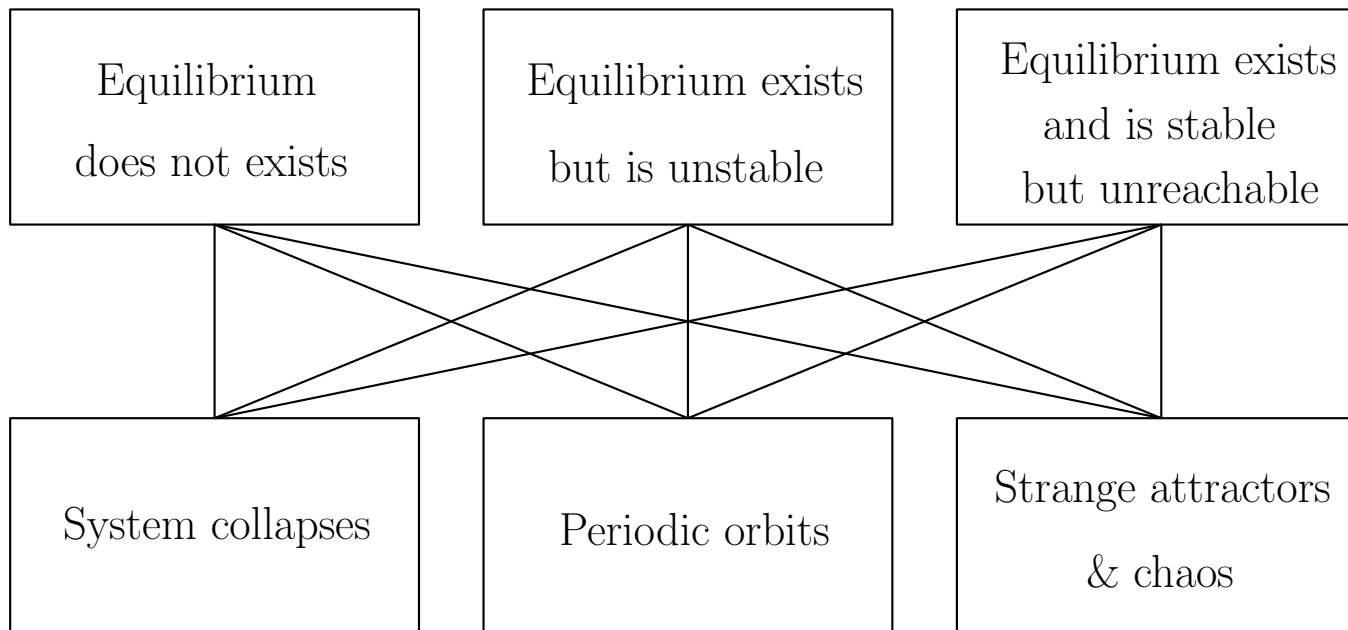 Equilibrium
does not exists
Equilibrium exists
but is unstable
Equilibrium exists
and is stable
but unreachable
System collapses
Periodic orbits
Strange attractors
& chaos